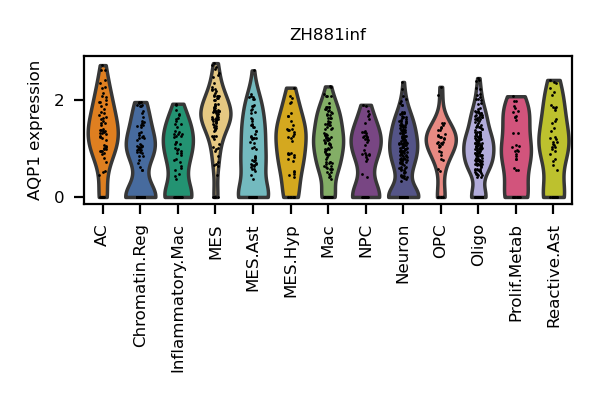 ZH881inf
AQP1 expression
2
0
AC
Chromatin.Reg
Inflammatory.Mac
MES
MES.Ast
MES.Hyp
Mac
NPC
Neuron
OPC
Oligo
Prolif.Metab
Reactive.Ast